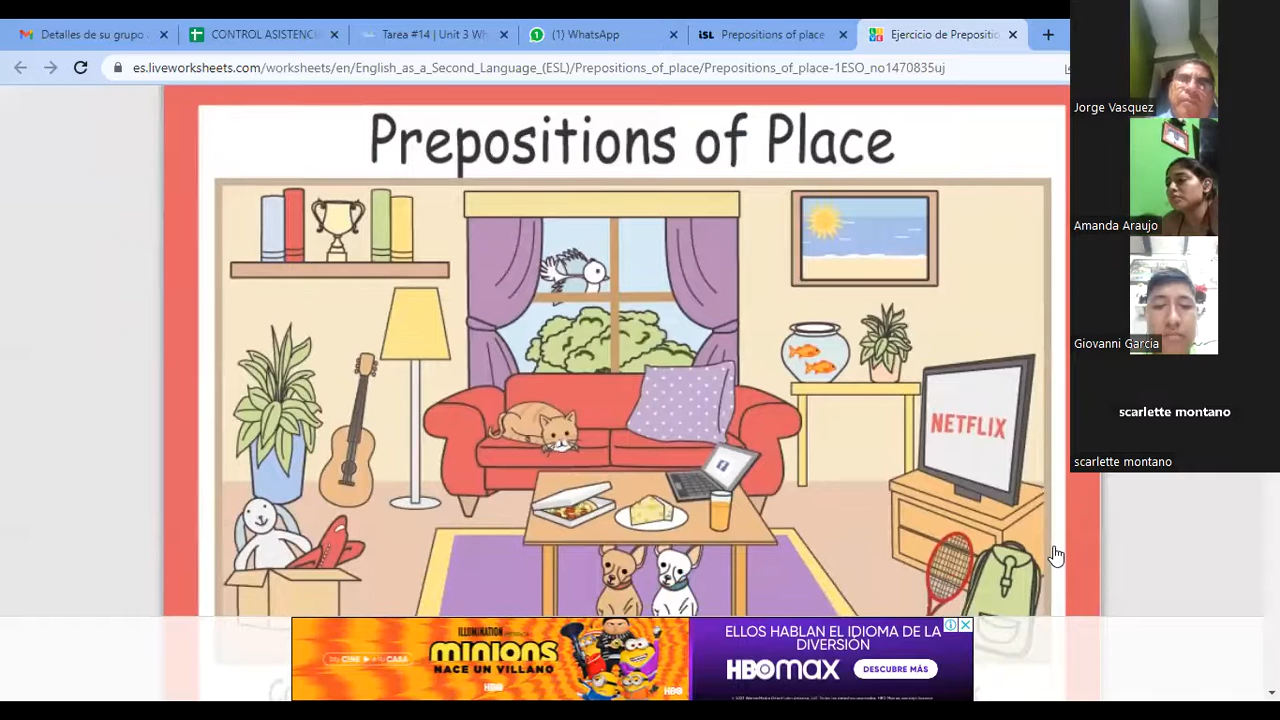 Detalles de su grupo
CONTROL ASISTENCI
Tarea #14 | Unit 3 Wh
(1) WhatsApp
iSL
Prepositions of place
Ejercicio de Prepositio
es.liveworksheets.com/worksheets/en/English_as_a_Second_Language_(ESL)/Prepositions_of_place/Prepositions_of_place-1ESO_no1470835uj
Jorge Vasquez
Amanda Araujo
Giovanni Garcia
scarlette montano
scarlette montano
Prepositions of Place
NETFLIX
ILLUMINATION
minions
NACE UN VILLANO
HBO
HBO
ELLOS HABLAN EL IDIOMA DE LA
DIVERSIÓN
HBOMAX
DESCUBRE MÁS